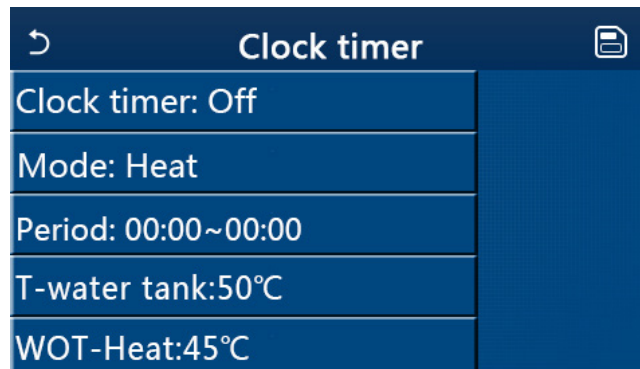 Clock timer
Clock timer: Off
Mode: Heat
Period: 00:00~00:00
T-water tank:50℃
WOT-Heat:45℃